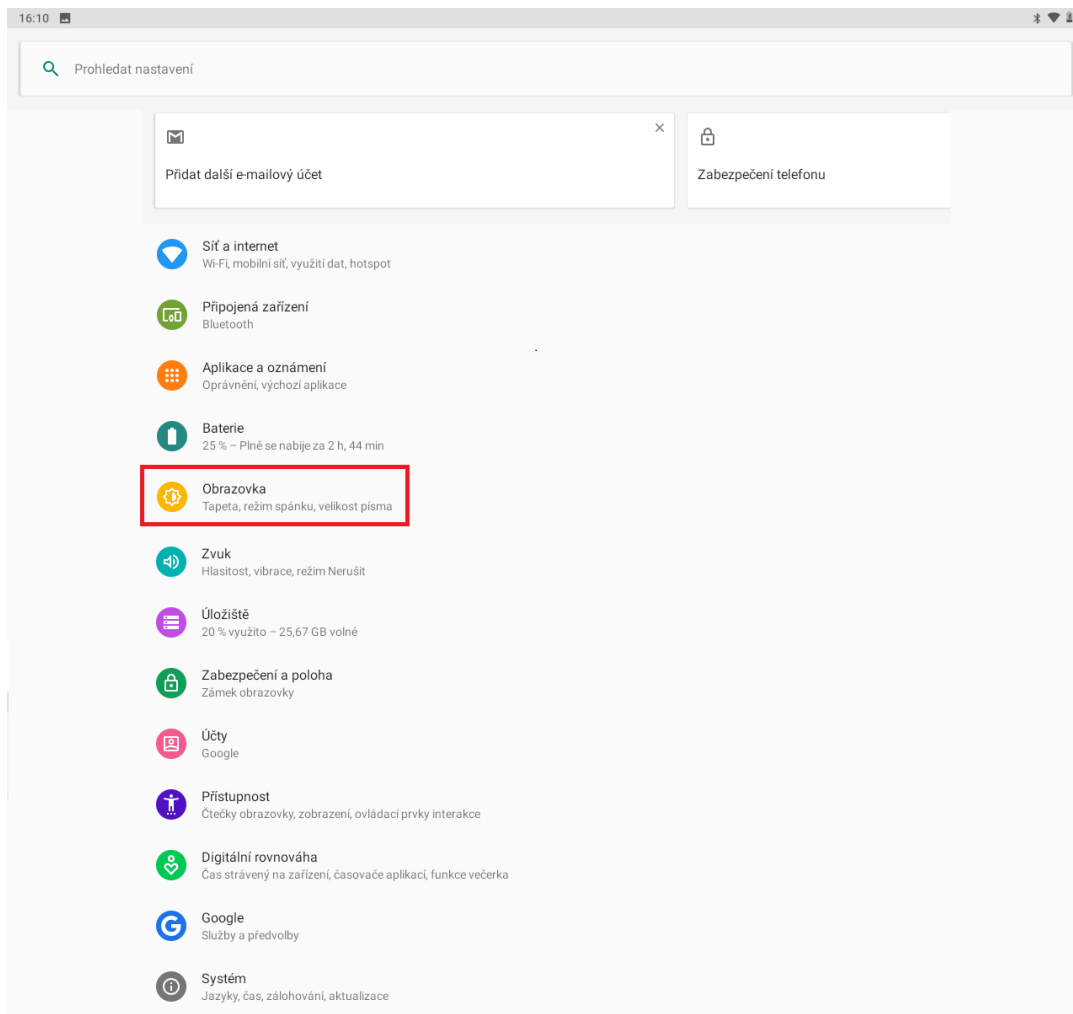 16:10
Prohledat nastavení
Přidat další e-mailový účet
Zabezpečení telefonu
Síť a internet
Wi-Fi, mobilní síť, využití dat, hotspot
Připojená zařízení
Bluetooth
Aplikace a oznámení
Oprávnění, výchozí aplikace
Baterie
25 % – Plně se nabije za 2 h, 44 min
Obrazovka
Tapeta, režim spánku, velikost písma
Zvuk
Hlasitost, vibrace, režim Nerušit
Úložiště
20 % využito – 25,67 GB volné
Zabezpečení a poloha
Zámek obrazovky
Účty
Google
Přístupnost
Čtečky obrazovky, zobrazení, ovládací prvky interakce
Digitální rovnováha
Čas strávený na zařízení, časovače aplikací, funkce večerka
Google
Služby a předvolby
Systém
Jazyky, čas, zálohování, aktualizace